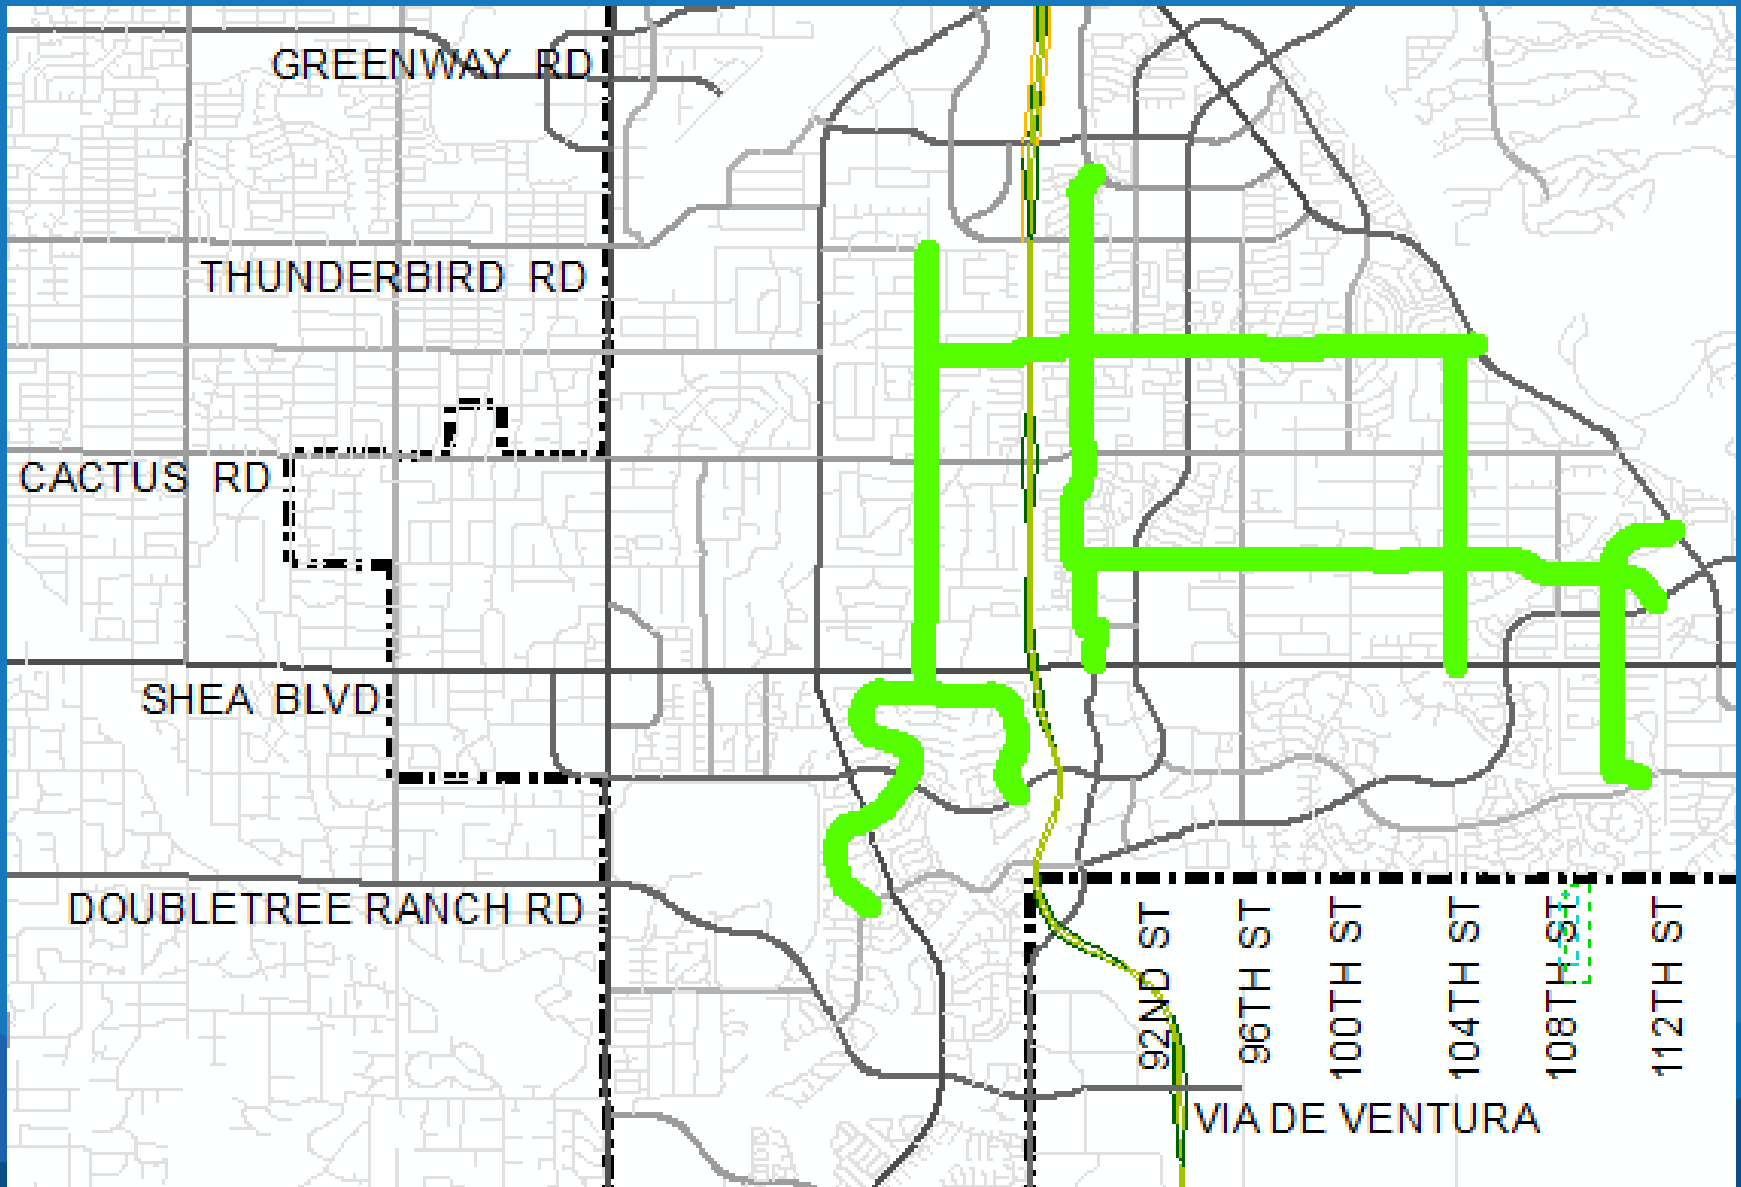 GREENWAY RD
THUNDERBIRD RD
CACTUS RD
SHEA BLVD
DOUBLETREE RANCH RD
92ND ST
96TH ST
100TH ST
104TH ST
108TH ST
112TH ST
VIA DE VENTURA